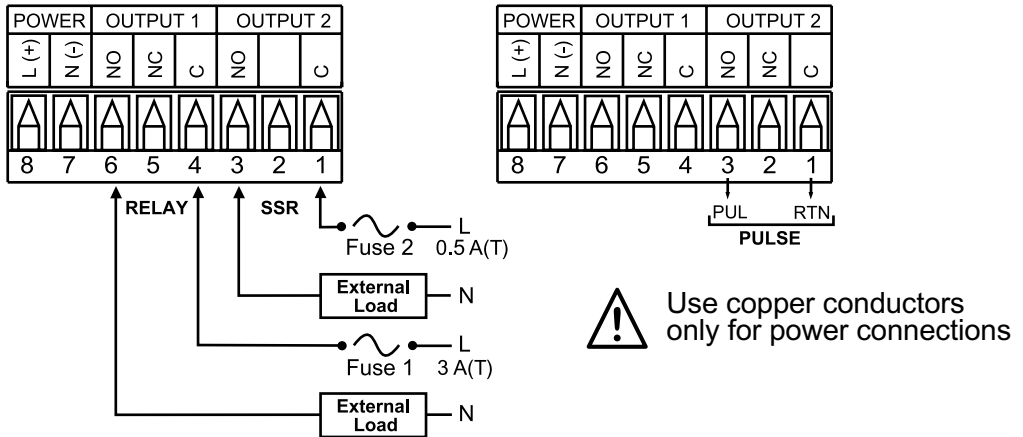 POWER OUTPUT 1 OUTPUT 2
L (+) N (-) NO NC C NO C
8 7 6 5 4 3 2 1
RELAY SSR
L
Fuse 2 0.5 A(T)
External
Load
N
L
Fuse 1 3 A(T)
External
Load
N
POWER OUTPUT 1 OUTPUT 2
L (+) N (-) NO NC C NO NC C
8 7 6 5 4 3 2 1
PUL RTN
PULSE
!
Use copper conductors
only for power connections